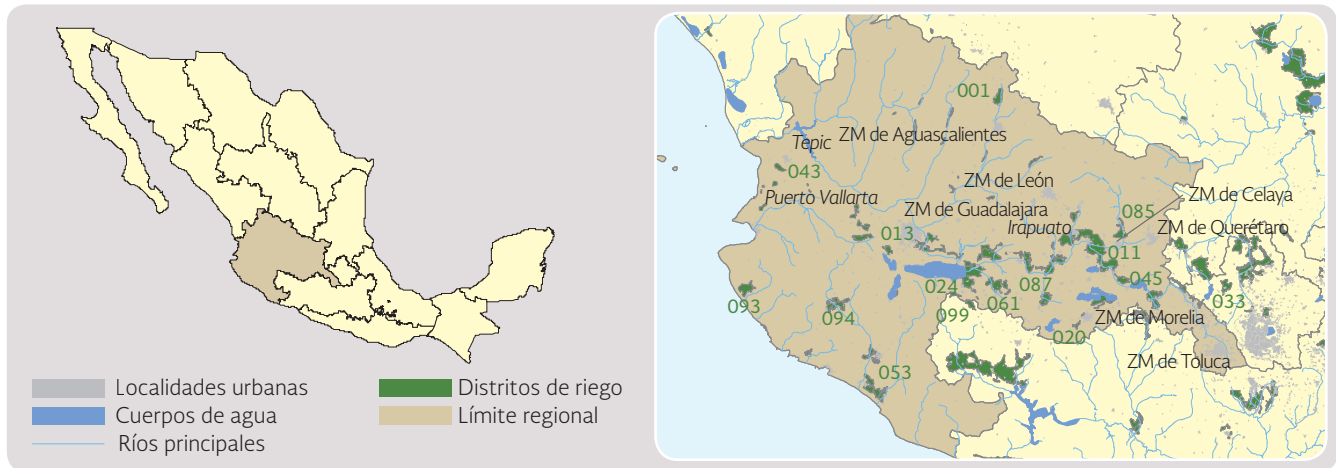 Localidades urbanas
Cuerpos de agua
Ríos principales
Distritos de riego
Límite regional
001
Tepic
ZM de Aguascalientes
043
ZM de León
Puerto Vallarta
ZM de Guadalajara
085
ZM de Celaya
013
Irapuato
ZM de Querétaro
011
024
087
045
093
061
033
094
099
ZM de Morelia
020
ZM de Toluca
053